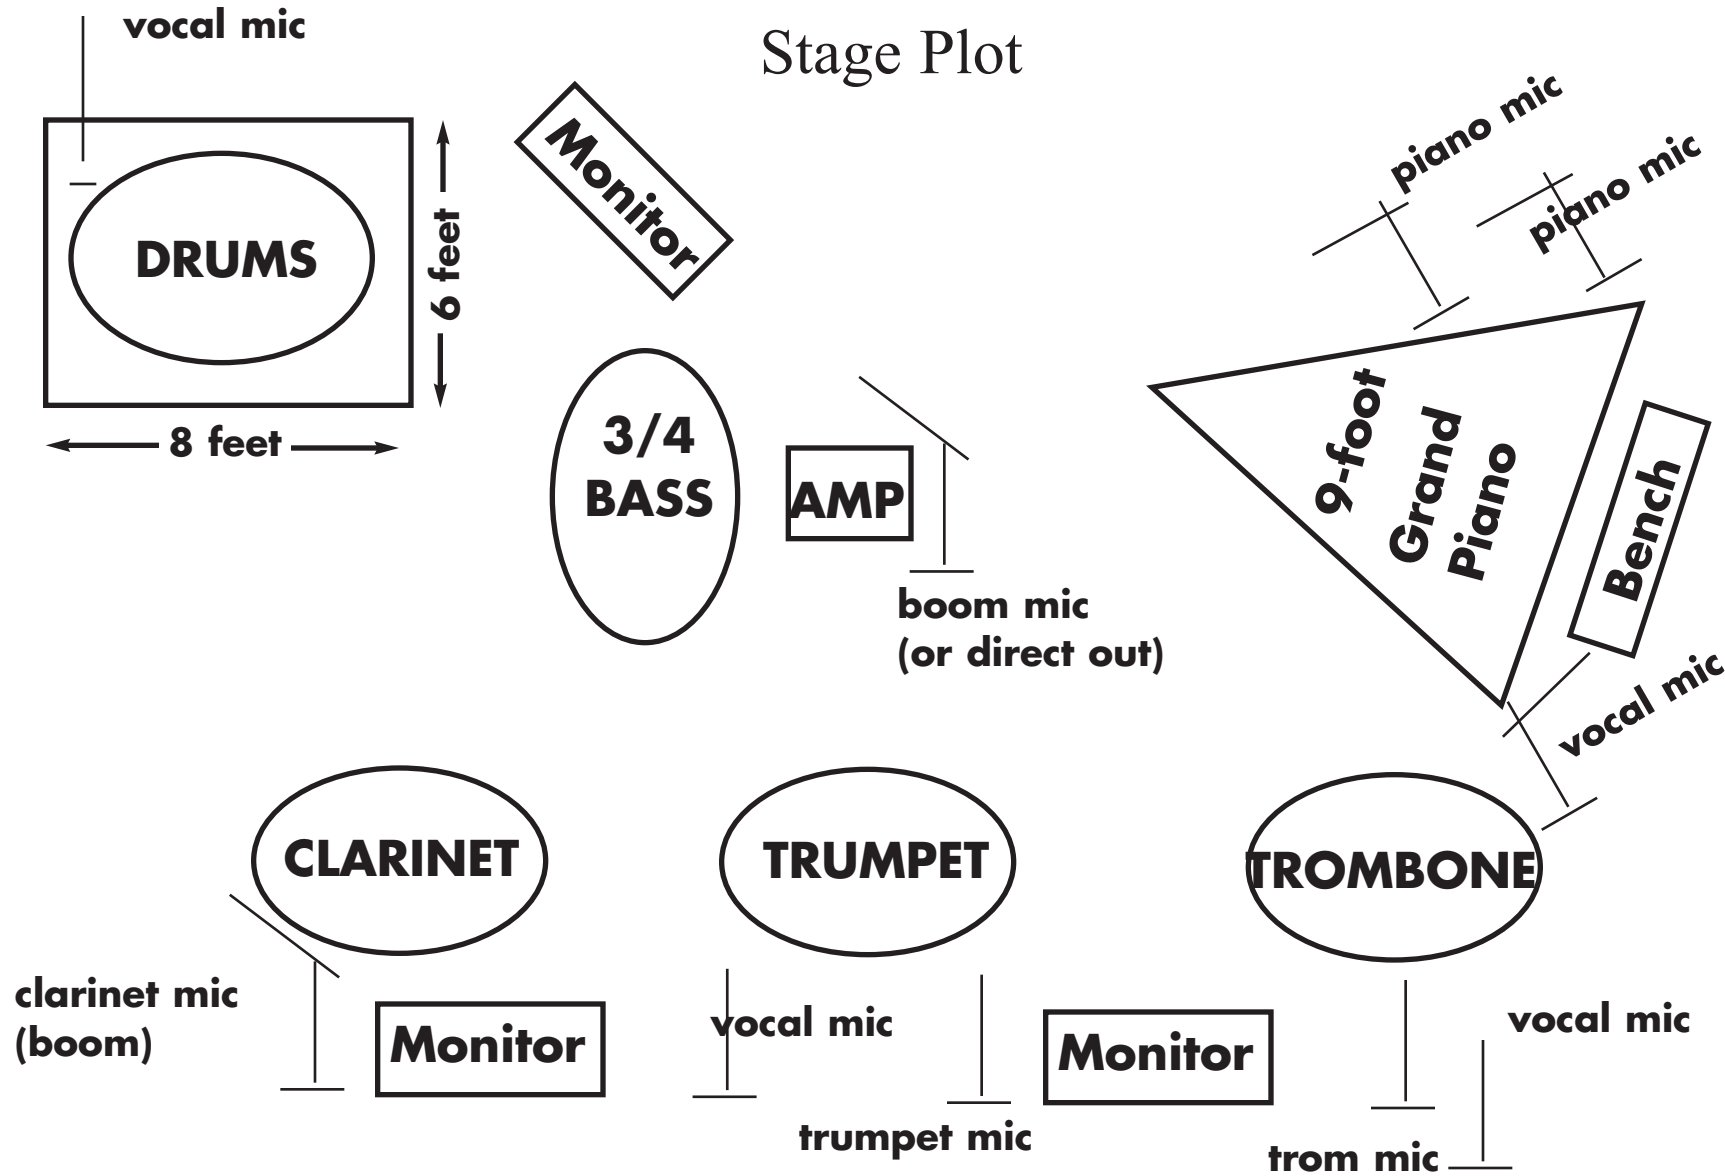 vocal mic
Stage Plot
piano mic
piano mic
Monitor
DRUMS
6 feet
8 feet
3/4
BASS
AMP
boom mic
(or direct out)
9-foot
Grand
Piano
Bench
vocal mic
CLARINET
TRUMPET
TROMBONE
clarinet mic
(boom)
Monitor
vocal mic
trumpet mic
Monitor
vocal mic
trom mic